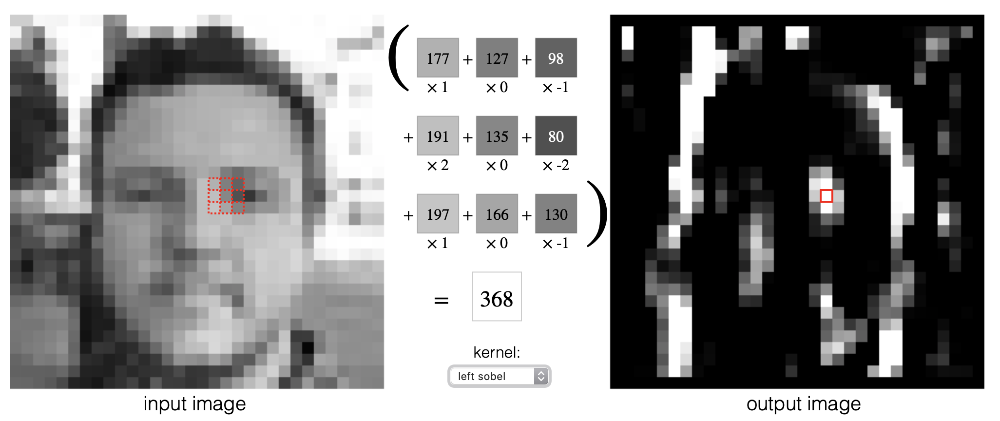 ( 177 + 127 + 98
× 1 × 0 × -1
+ 191 + 135 + 80
× 2 × 0 × -2
+ 197 + 166 + 130 )
× 1 × 0 × -1
= 368
kernel:
left sobel
input image
output image